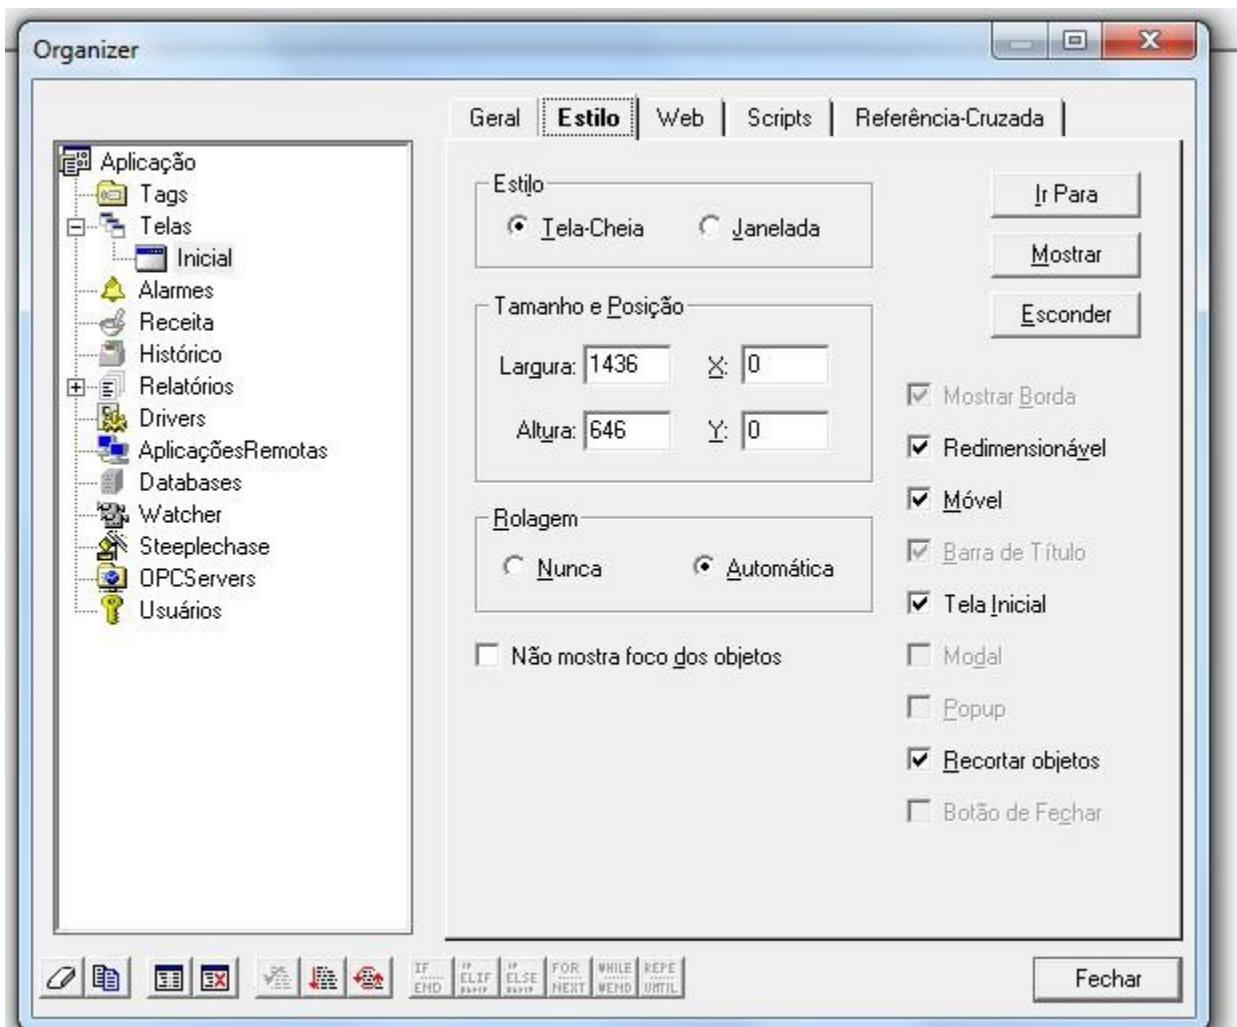 Organizer
Geral Estilo Web Scripts Referência-Cruzada
Aplicação
Tags
Telas
Inicial
Alarmes
Receita
Histórico
Relatórios
Drivers
AplicaçõesRemotas
Databases
Watcher
Steeplechase
OPCServers
Usuários
Estilo
Tela-Cheia Janelada
Tamanho e Posição
Largura: 1436 X: 0
Altura: 646 Y: 0
Rolagem
Nunca Automática
Não mostra foco dos objetos
Ir Para
Mostrar
Esconder
Mostrar Borda
Redimensionável
Móvel
Barra de Título
Tela Inicial
Modal
Popup
Recortar objetos
Botão de Fechar
IF END
ELIF
ELSE
FOR NEXT
WHILE WEND
REPE UNTIL
Fechar